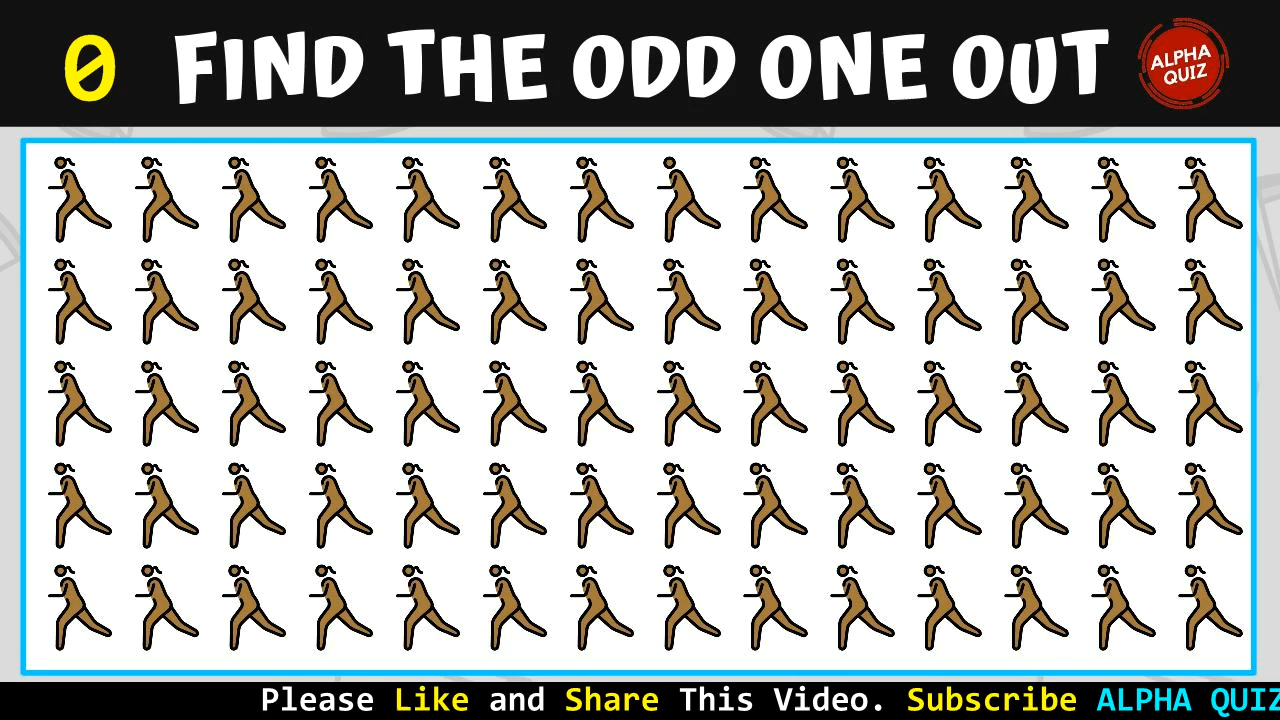 0 FIND THE ODD ONE OUT
ALPHA
QUIZ
Please Like and Share This Video. Subscribe ALPHA QUIZ